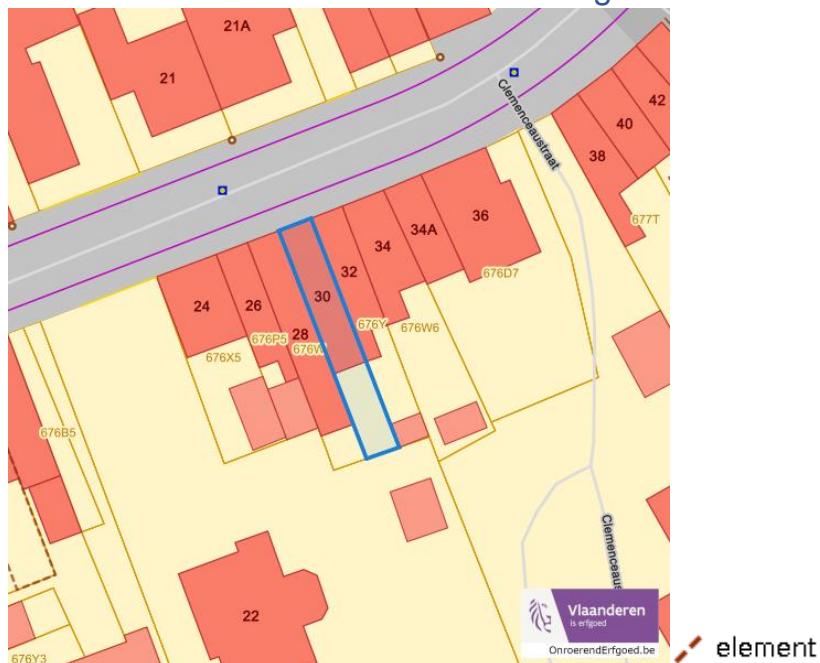 21A
21
Clemenceaustraat
42
40
38
677T
36
34A
34
32
30
28
26
24
676D7
676Y
676W6
676P5
676W
676X5
676B5
22
676Y3
Clemenceaus
Vlaanderen
is erfgoed
OnroerendErfgoed.be
element